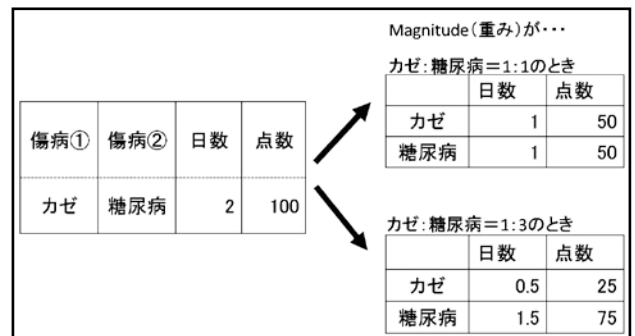 Magnitude(重み)が・・・
カゼ:糖尿病=1:1のとき
日数 点数
カゼ 1 50
糖尿病 1 50
傷病① 傷病② 日数 点数
カゼ 糖尿病 2 100
カゼ:糖尿病=1:3のとき
日数 点数
カゼ 0.5 25
糖尿病 1.5 75